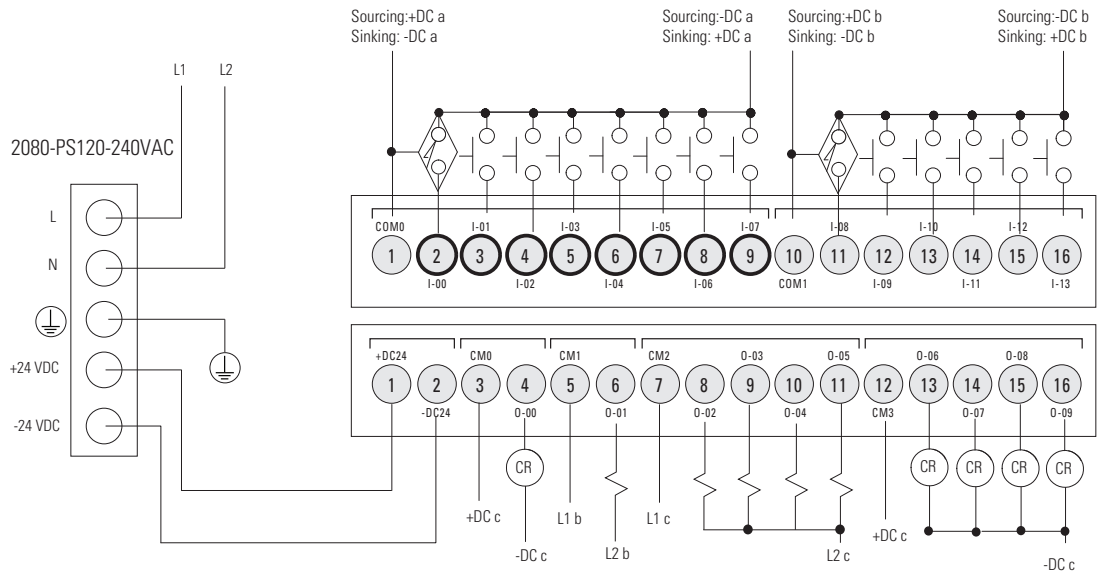 Sourcing:+DC a
Sinking: -DC a
Sourcing:-DC a
Sinking: +DC a
Sourcing:+DC b
Sinking: -DC b
Sourcing:-DC b
Sinking: +DC b
L1 L2
2080-PS120-240VAC
L
N
+24 VDC
-24 VDC
COM0 I-01 I-03 I-05 I-07 I-08 I-10 I-12
1 2 3 4 5 6 7 8 9 10 11 12 13 14 15 16
I-00 I-02 I-04 I-06 COM1 I-09 I-11 I-13
+DC24 CM0 CM1 CM2 O-03 O-05 O-06 O-08
1 2 3 4 5 6 7 8 9 10 11 12 13 14 15 16
-DC24 O-00 O-01 O-02 O-04 CM3 O-07 O-09
CR CR CR CR CR
+DC c
-DC c
L1 b
L2 b
L1 c
L2 c
+DC c
-DC c